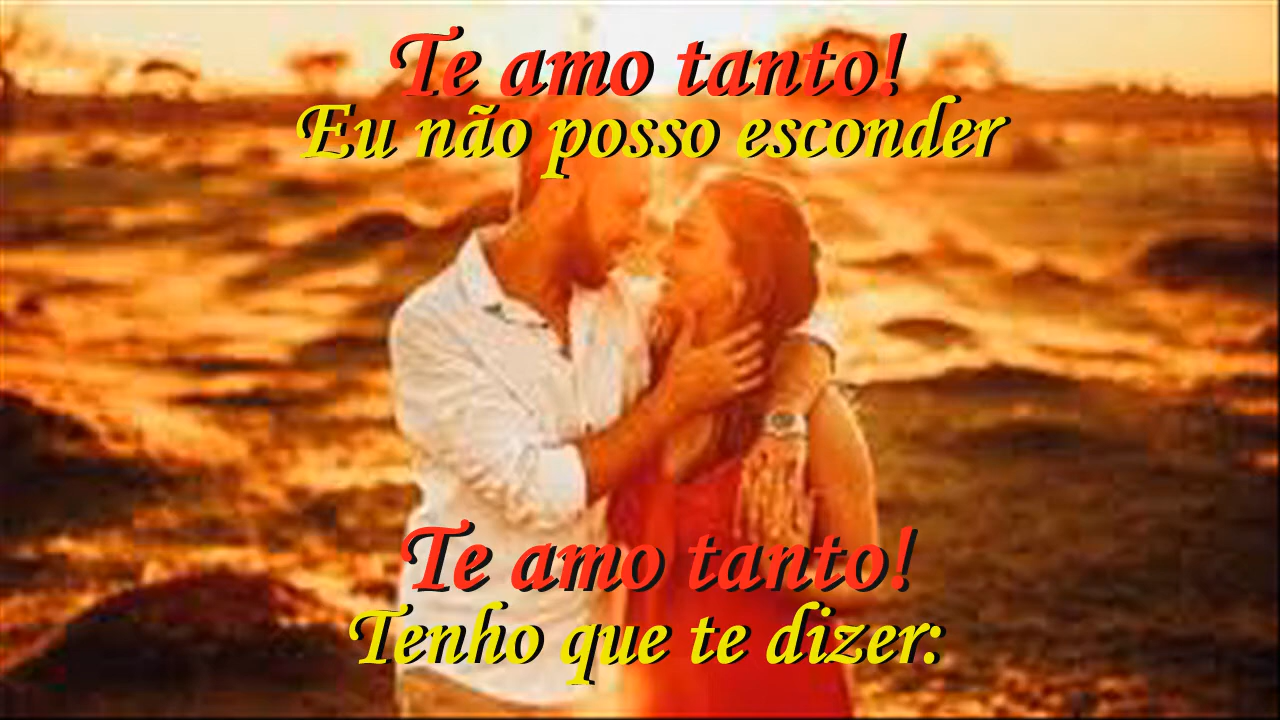 Te amo tanto!
Eu não posso esconder
Te amo tanto!
Tenho que te dizer: